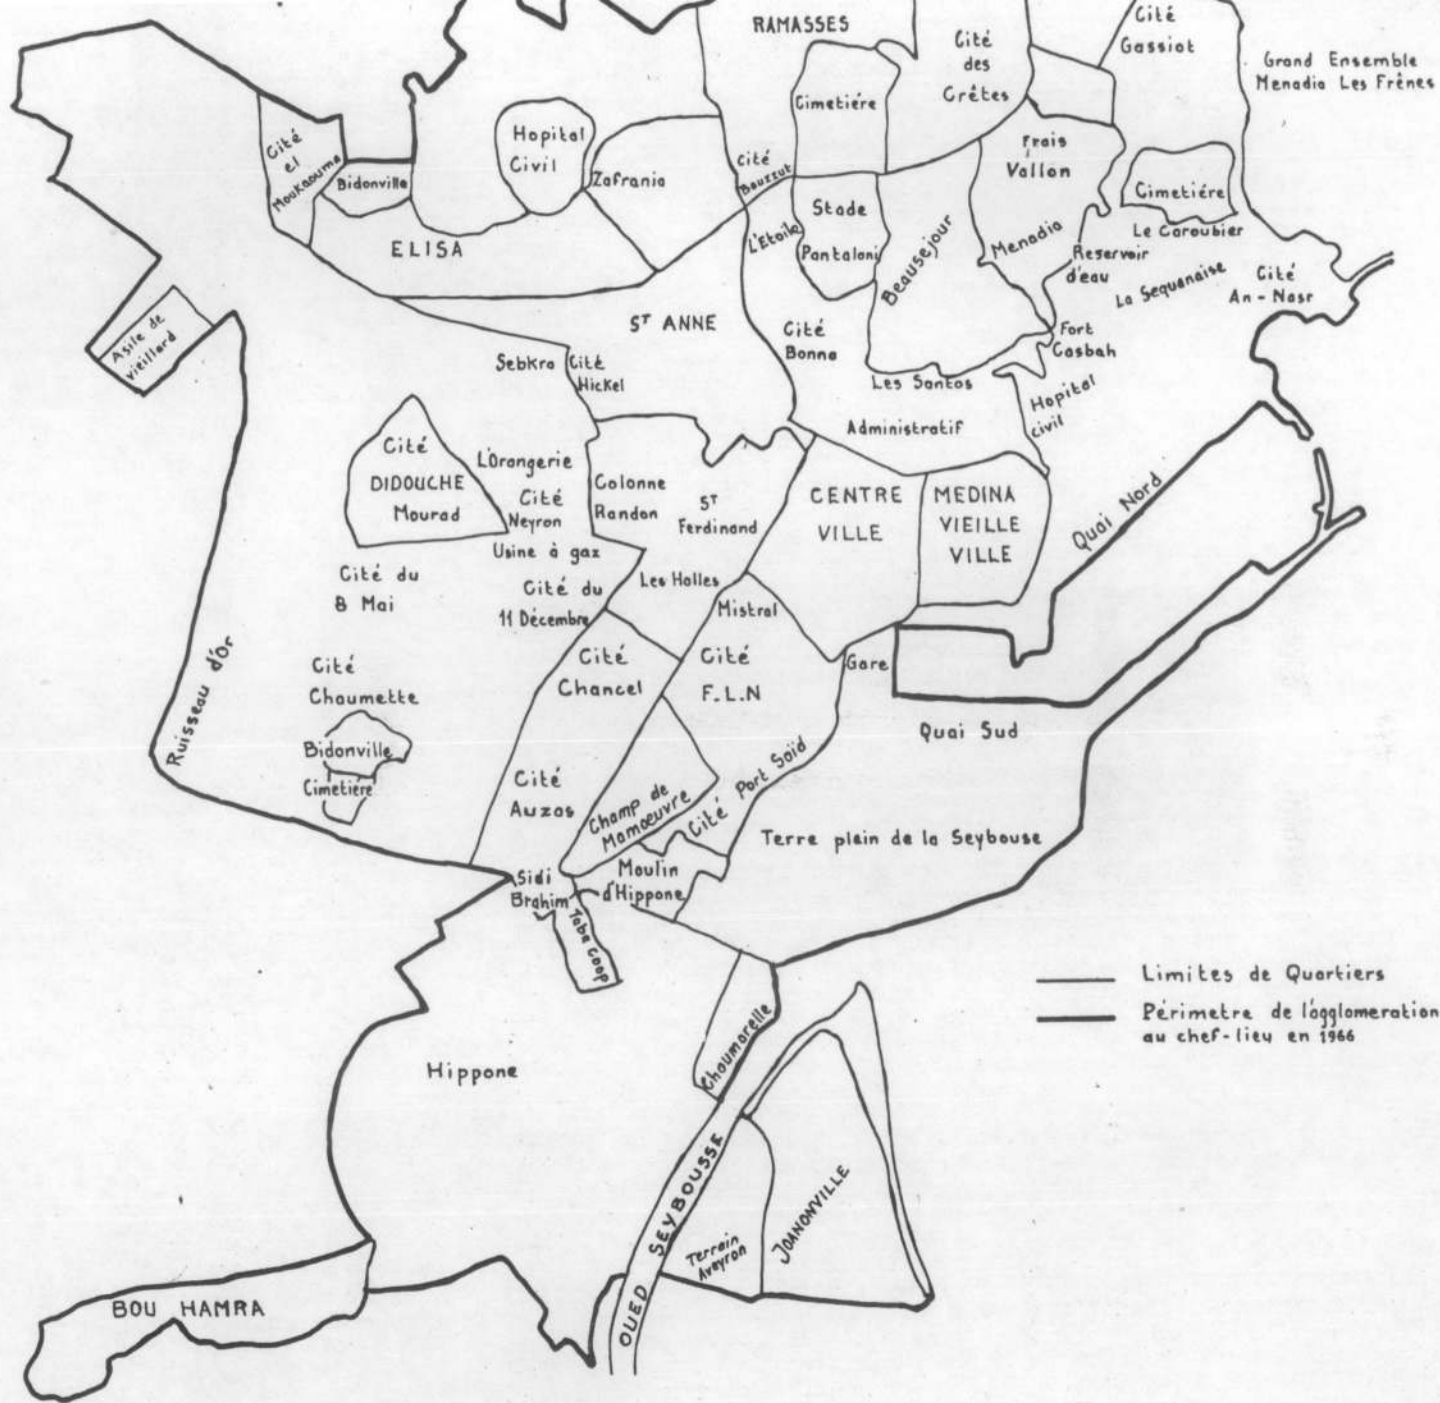 RAMASSES
Cité
Gassiot
Cité
des
Crêtes
Grand Ensemble
Menadia Les Frênes
Cimetiére
Hopital
Civil
Cité
el
Moukaouma
Bidonville
Zafrania
Cité
Bouzzut
Frais
Vallon
Cimetiére
Stade
Pantaloni
L'Etoile
Beausejour
Menadia
Le Caroubier
Reservoir
d'eau
La Sequanaise
Cité
An-Nasr
ELISA
Asile de
vieillard
ST ANNE
Cité
Bonna
Fort
Casbah
Sebkra
Cité
Hickel
Les Santos
Hopital
civil
Administratif
Cité
DIDOUCHE
Mourad
L'Orangerie
Cité
Neyron
Usine à gaz
Colonne
Randon
ST
Ferdinand
CENTRE
VILLE
MEDINA
VIEILLE
VILLE
Quai Nord
Cité du
8 Mai
Cité du
11 Décembre
Les Halles
Mistral
Ruisseau d'Or
Cité
Chaumette
Cité
Chancel
Cité
F.L.N
Gare
Quai Sud
Bidonville
Cimetiére
Cité
Auzas
Champ de
Mamoeuvre
Cité Port Saïd
Terre plein de la Seybouse
Sidi
Brahim
Moulin
d'Hippone
Taba coop
Limites de Quartiers
Périmetre de l'agglomeration
au chef-lieu en 1966
Hippone
Chaumarelle
OUED SEYBOUSSE
Terrain
Aveyron
JOANONVILLE
BOU HAMRA